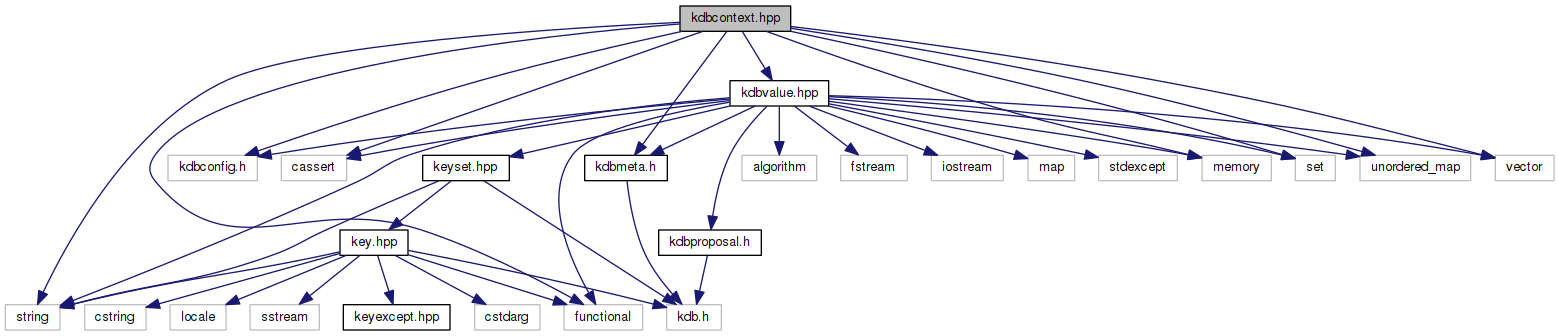 kdbcontext.hpp
kdbvalue.hpp
kdbconfig.h
cassert
keyset.hpp
kdbmeta.h
algorithm
fstream
iostream
map
stdexcept
memory
set
unordered_map
vector
key.hpp
kdbproposal.h
string
cstring
locale
sstream
keyexcept.hpp
cstdarg
functional
kdb.h